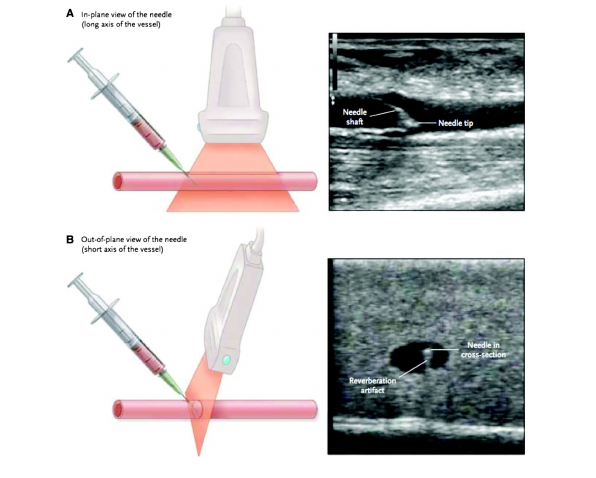 A In-plane view of the needle
(long axis of the vessel)
Needle
shaft
Needle tip
B Out-of-plane view of the needle
(short axis of the vessel)
Needle in
cross-section
Reverberation
artifact